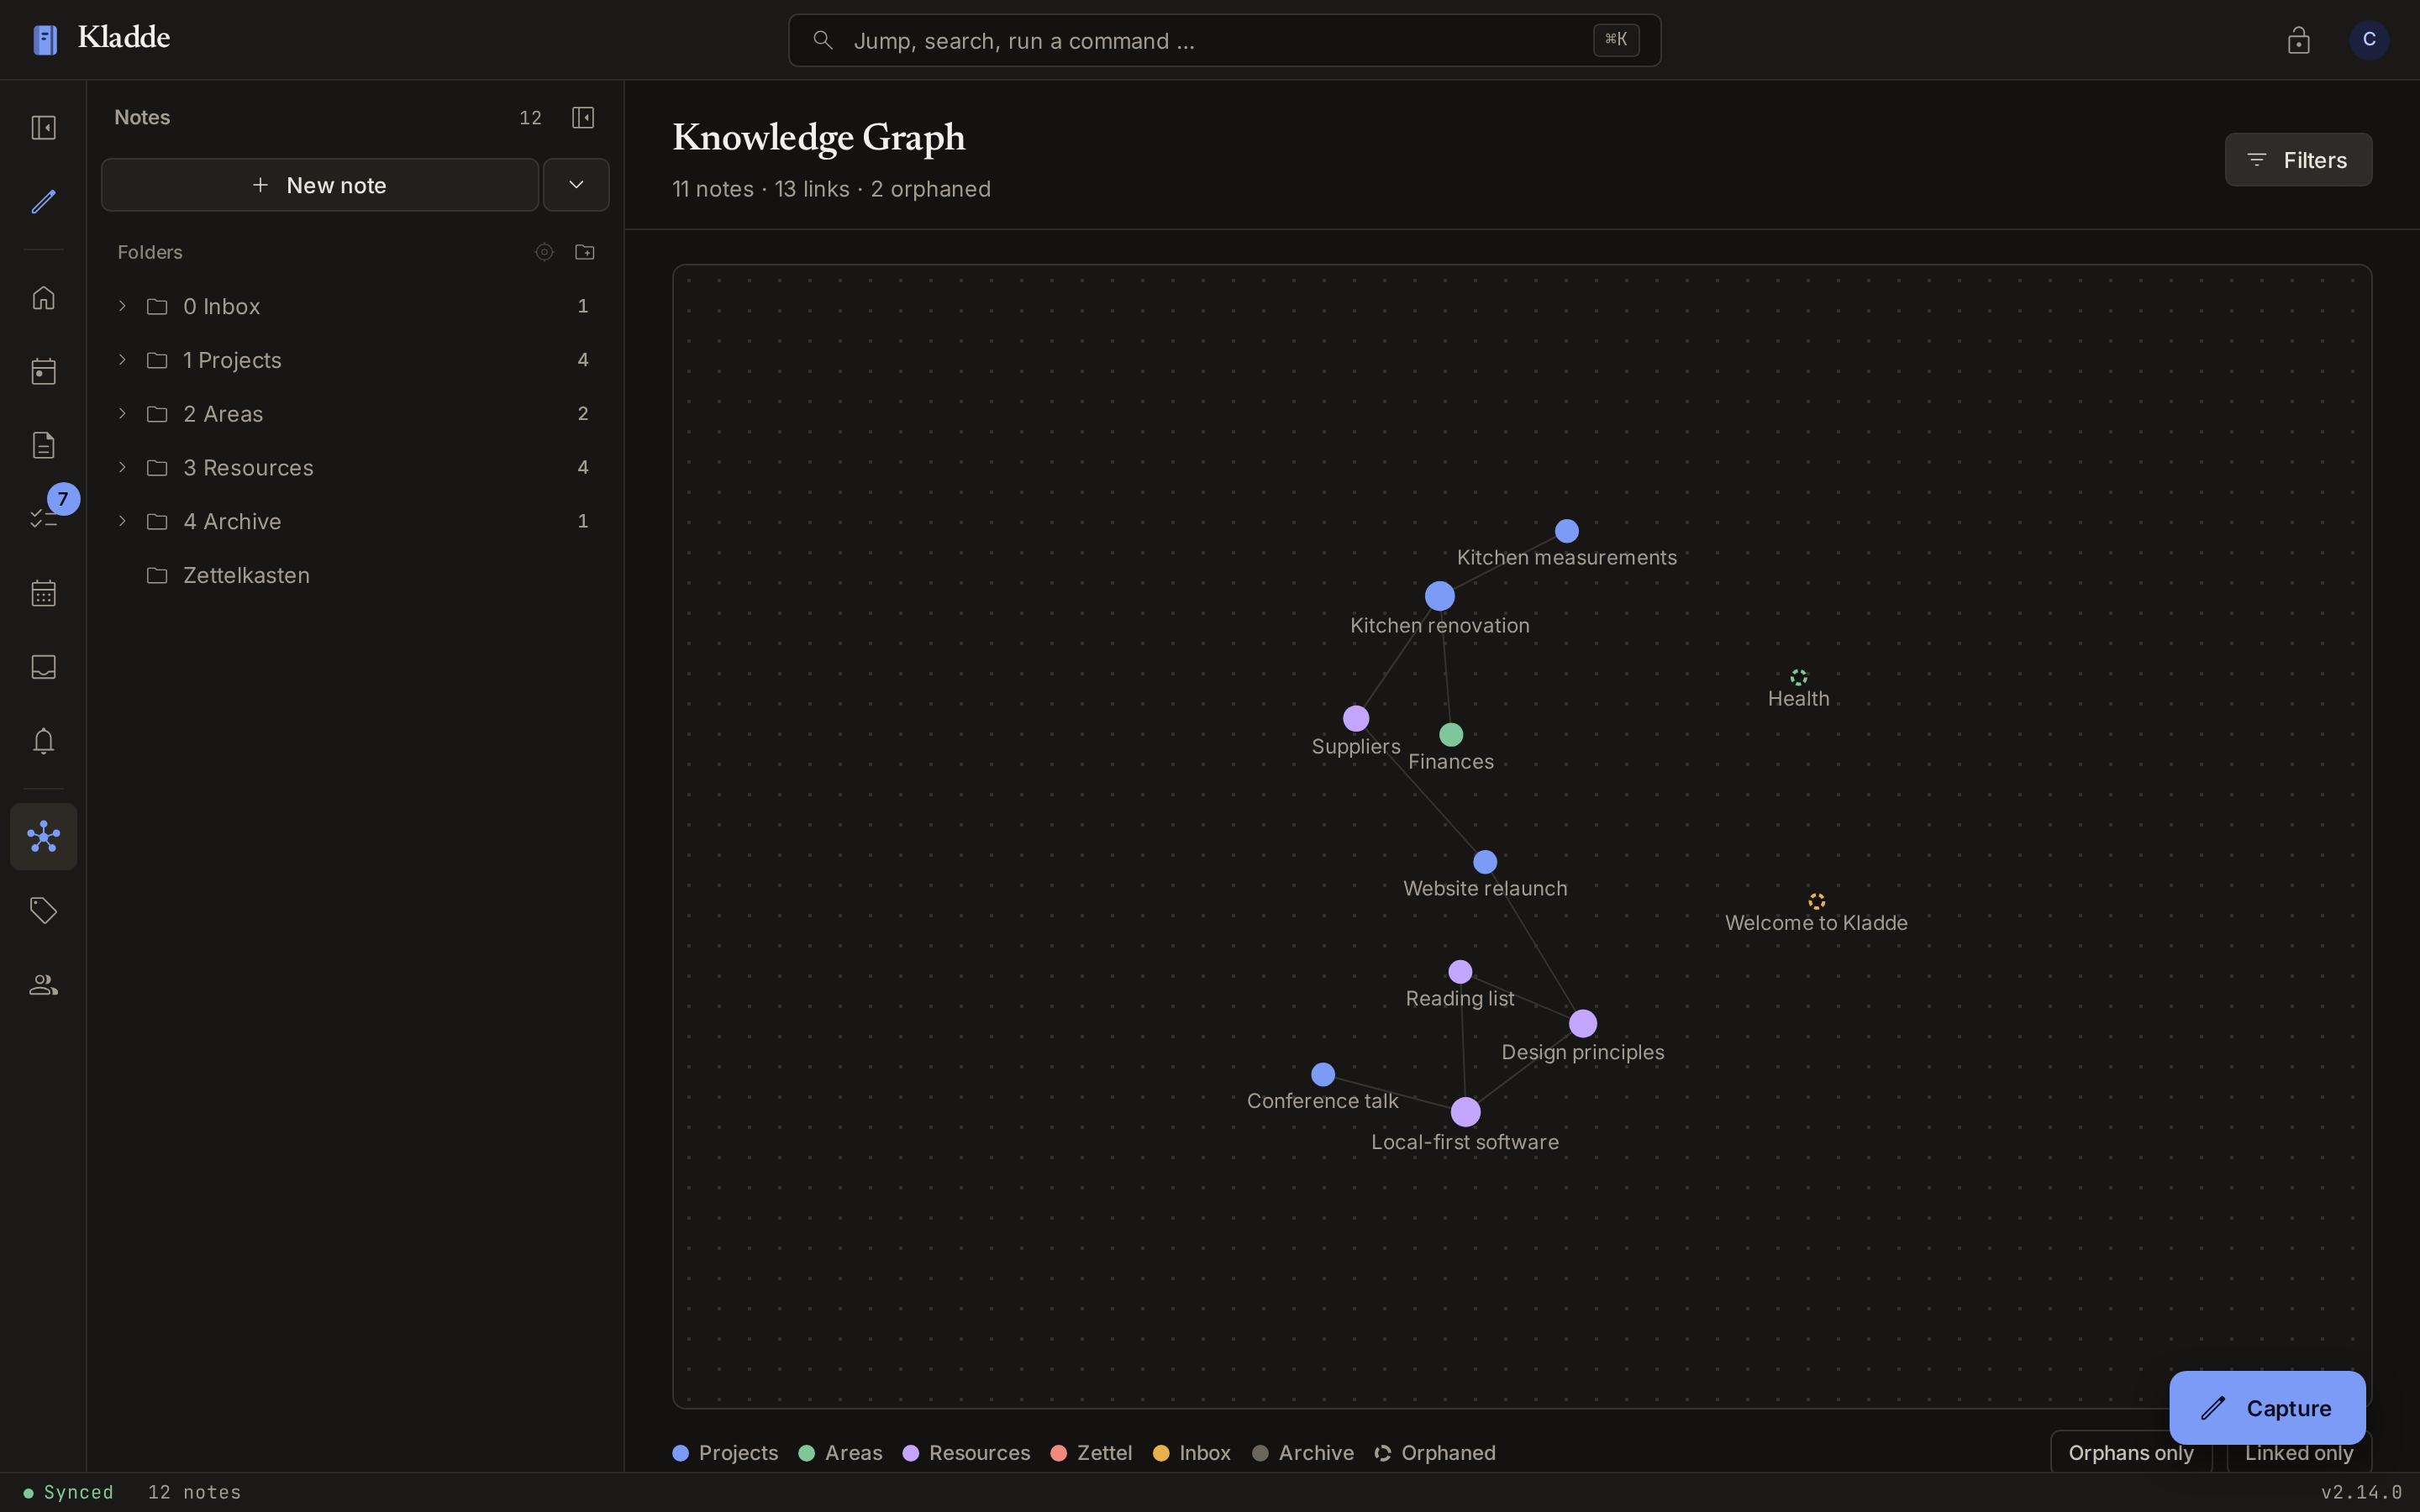 Kladde
Jump, search, run a command ...
⌘K
C
Notes
12
New note
Folders
0 Inbox 1
1 Projects 4
2 Areas 2
3 Resources 4
4 Archive 1
Zettelkasten
7
Knowledge Graph
11 notes · 13 links · 2 orphaned
Filters
Kitchen measurements
Kitchen renovation
Health
Suppliers
Finances
Website relaunch
Welcome to Kladde
Reading list
Design principles
Conference talk
Local-first software
Capture
Projects
Areas
Resources
Zettel
Inbox
Archive
Orphaned
Orphans only
Linked only
Synced
12 notes
v2.14.0